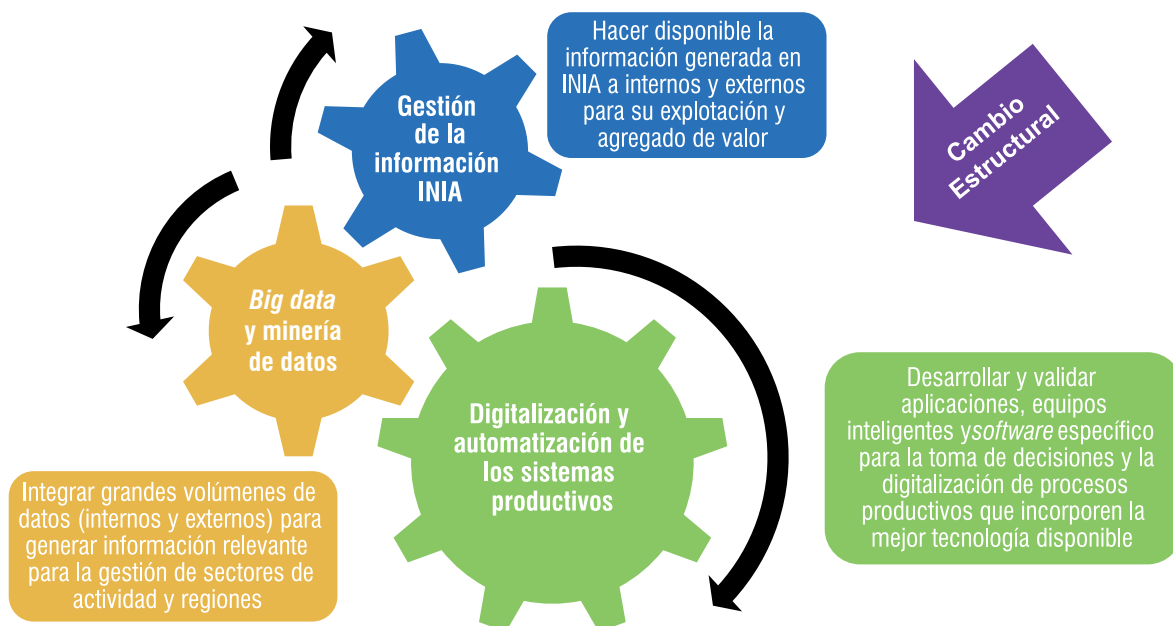 Hacer disponible la
información generada en
INIA a internos y externos
para su explotación y
agregado de valor
Gestión
de la
información
INIA
Cambio
Estructural
Big data
y minería
de datos
Digitalización y
automatización de
los sistemas
productivos
Desarrollar y validar
aplicaciones, equipos
inteligentes ysoftware específico
para la toma de decisiones y la
digitalización de procesos
productivos que incorporen la
mejor tecnología disponible
Integrar grandes volúmenes de
datos (internos y externos) para
generar información relevante
para la gestión de sectores de
actividad y regiones